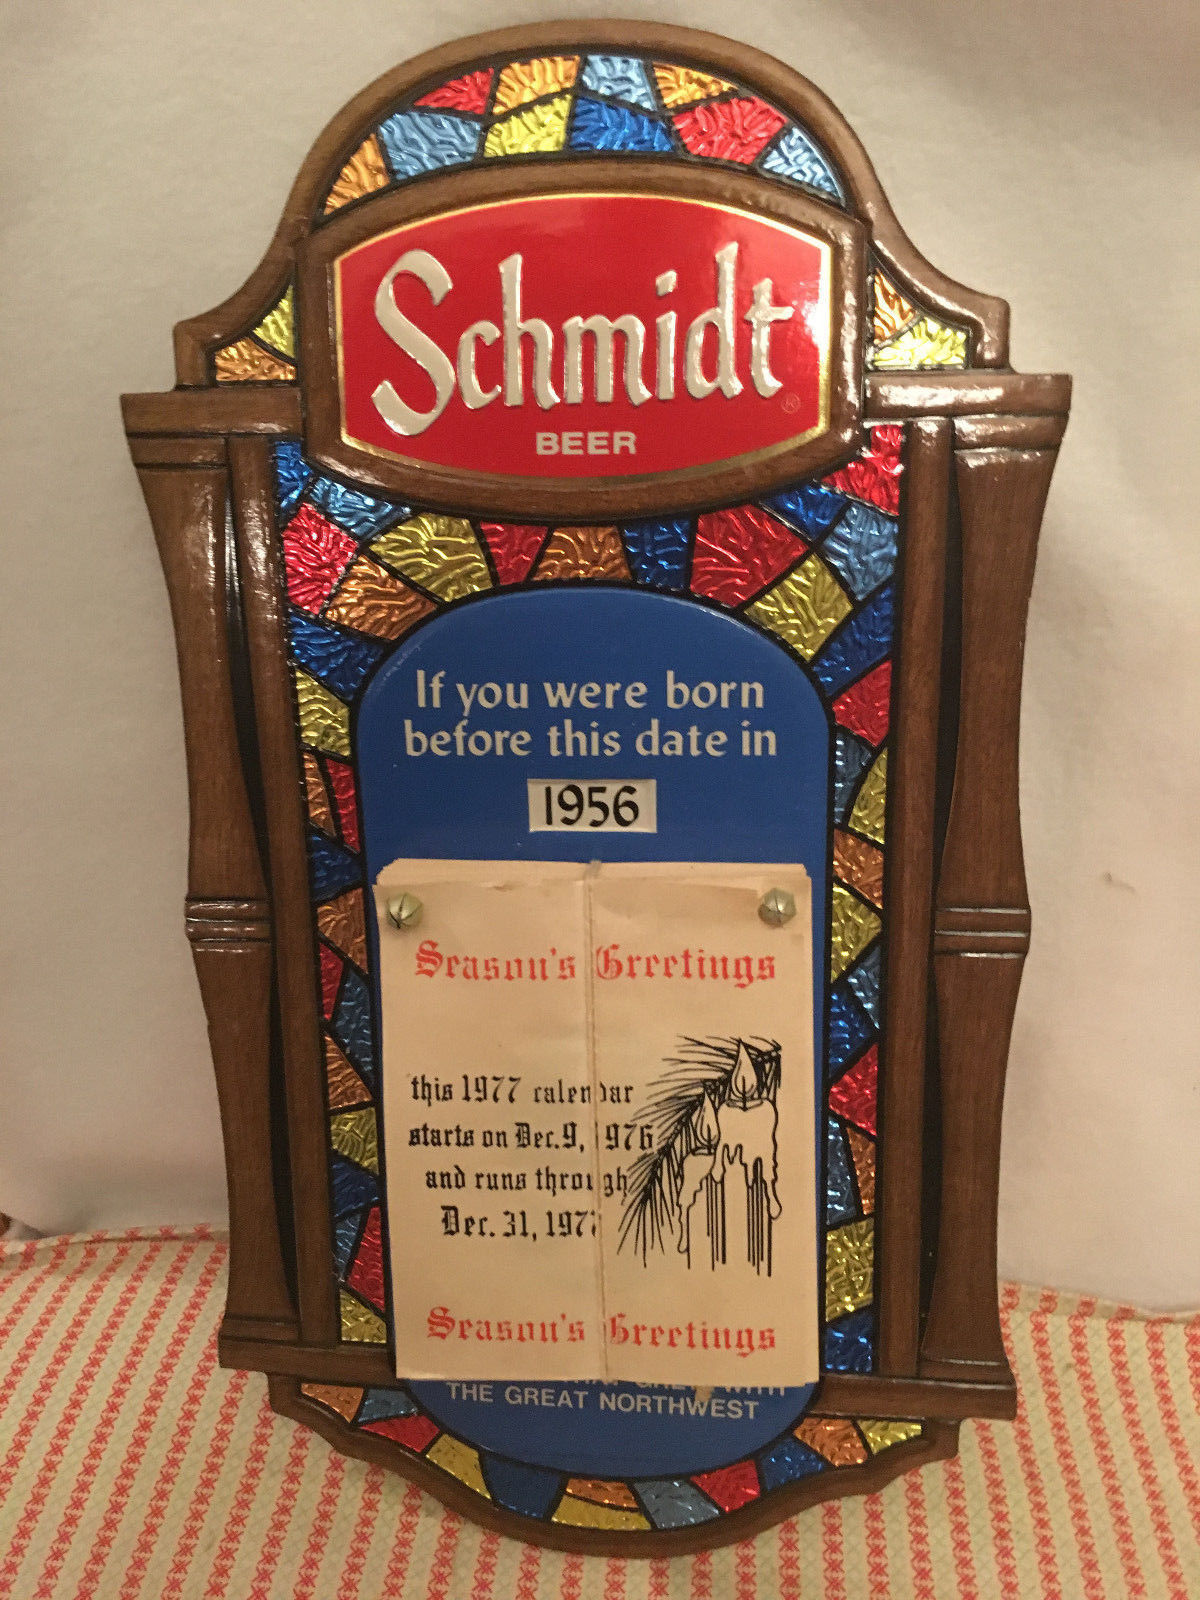 Schmidt®
BEER
If you were born
before this date in
1956
Season's Greetings
this 1977 calendar
starts on Dec. 9, 1976
and runs through
Dec. 31, 1977
Season's Greetings
WITH
THE GREAT NORTHWEST